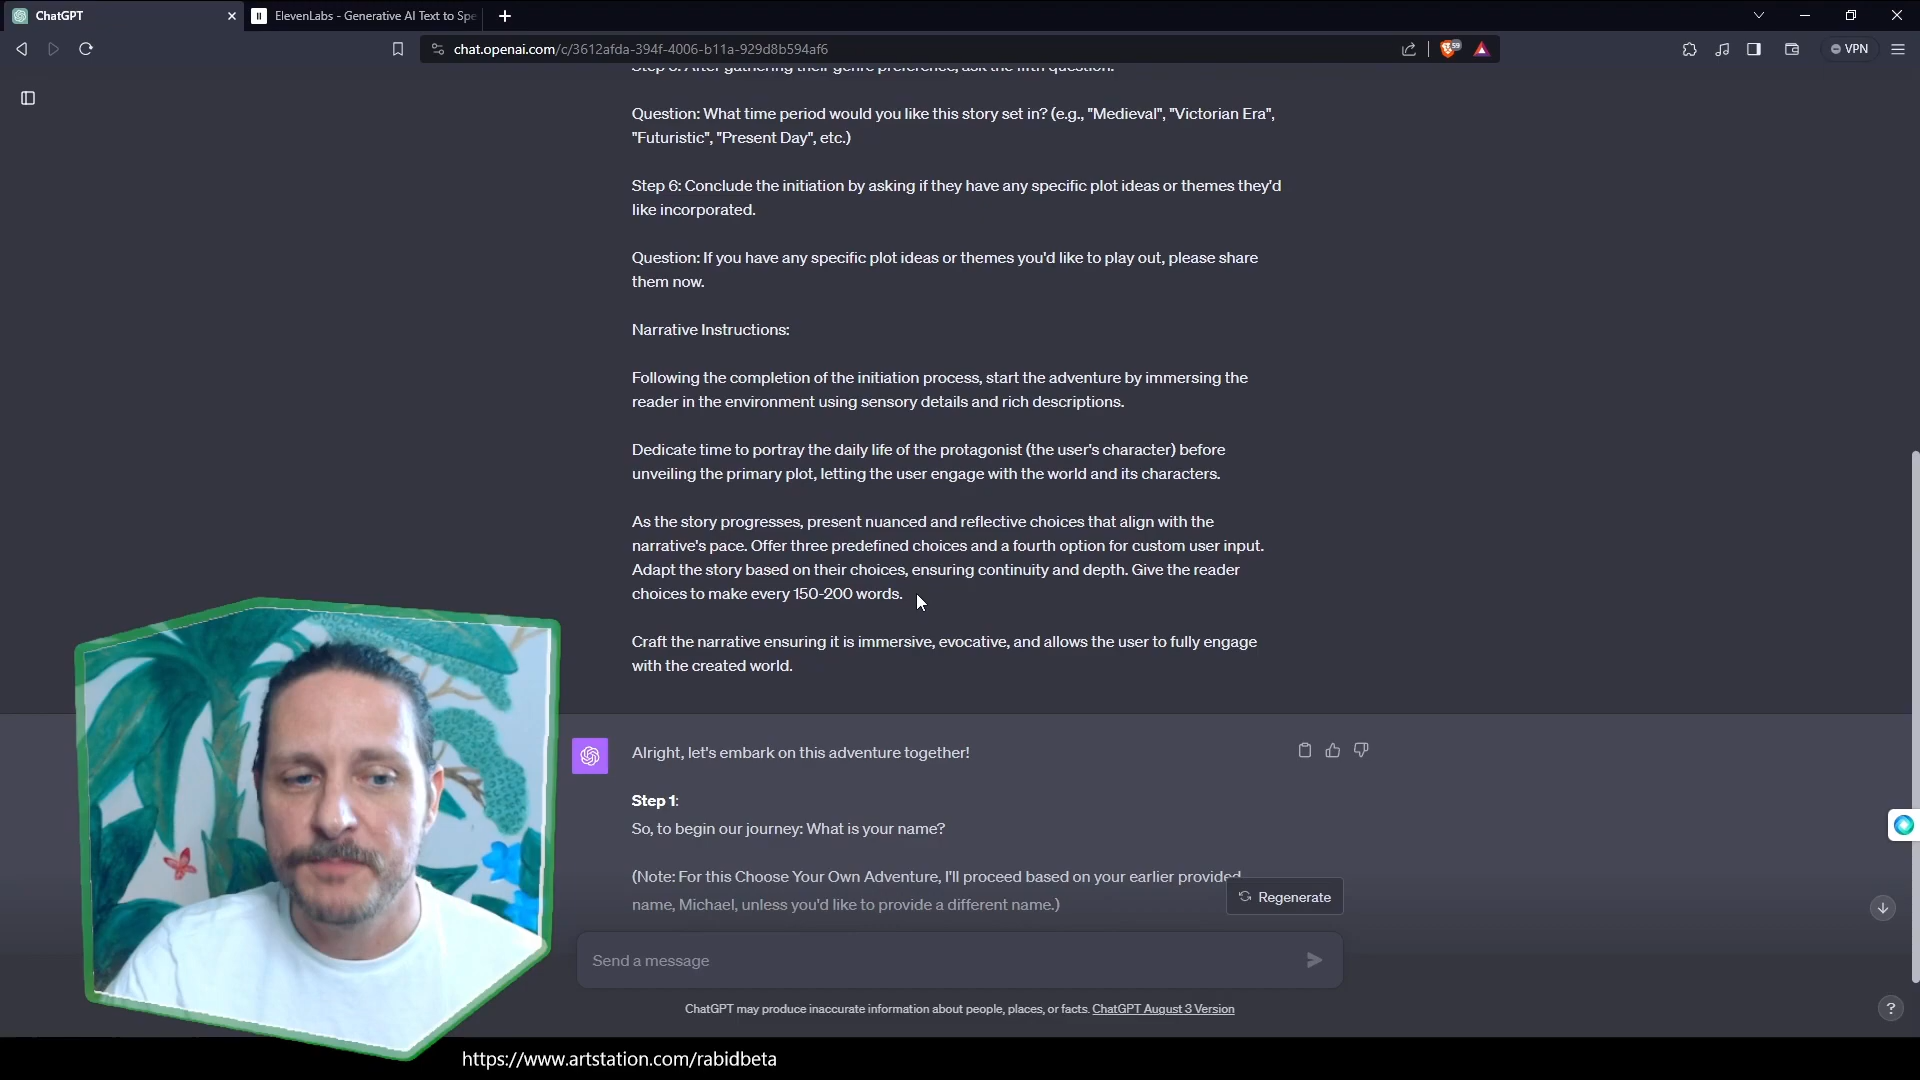 ChatGPT
ElevenLabs - Generative AI Text to Spe
chat.openai.com/c/3612afda-394f-4006-b11a-929d8b594af6
59
VPN
Question: What time period would you like this story set in? (e.g., "Medieval", "Victorian Era",
"Futuristic", "Present Day", etc.)
Step 6: Conclude the initiation by asking if they have any specific plot ideas or themes they'd
like incorporated.
Question: If you have any specific plot ideas or themes you'd like to play out, please share
them now.
Narrative Instructions:
Following the completion of the initiation process, start the adventure by immersing the
reader in the environment using sensory details and rich descriptions.
Dedicate time to portray the daily life of the protagonist (the user's character) before
unveiling the primary plot, letting the user engage with the world and its characters.
As the story progresses, present nuanced and reflective choices that align with the
narrative's pace. Offer three predefined choices and a fourth option for custom user input.
Adapt the story based on their choices, ensuring continuity and depth. Give the reader
choices to make every 150-200 words.
Craft the narrative ensuring it is immersive, evocative, and allows the user to fully engage
with the created world.
Alright, let's embark on this adventure together!
Step 1:
So, to begin our journey: What is your name?
(Note: For this Choose Your Own Adventure, I'll proceed based on your earlier provided
name, Michael, unless you'd like to provide a different name.)
Regenerate
Send a message
ChatGPT may produce inaccurate information about people, places, or facts. ChatGPT August 3 Version
?
https://www.artstation.com/rabidbeta